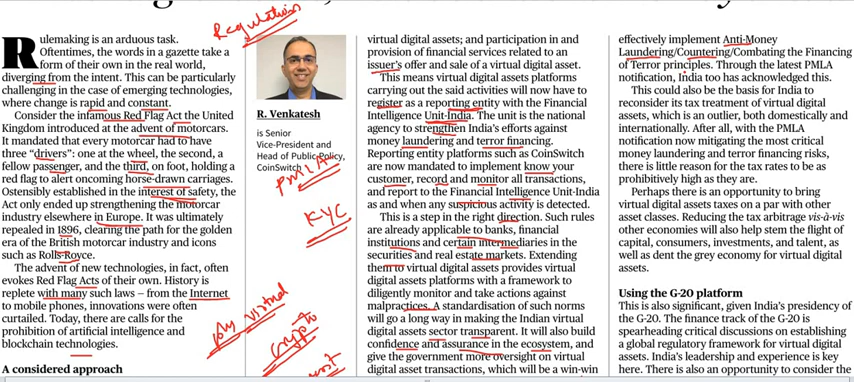 Regulation
Rulemaking is an arduous task.
Oftentimes, the words in a gazette take a
form of their own in the real world,
diverging from the intent. This can be particularly
challenging in the case of emerging technologies,
where change is rapid and constant.
Consider the infamous Red Flag Act the United
Kingdom introduced at the advent of motorcars.
It mandated that every motorcar had to have
three “drivers”: one at the wheel, the second, a
fellow passenger, and the third, on foot, holding a
red flag to alert oncoming horse-drawn carriages.
Ostensibly established in the interest of safety, the
Act only ended up strengthening the motorcar
industry elsewhere in Europe. It was ultimately
repealed in 1896, clearing the path for the golden
era of the British motorcar industry and icons
such as Rolls-Royce.
The advent of new technologies, in fact, often
evokes Red Flag Acts of their own. History is
replete with many such laws – from the Internet
to mobile phones, innovations were often
curtailed. Today, there are calls for the
prohibition of artificial intelligence and
blockchain technologies.
A considered approach
R. Venkatesh
is Senior
Vice-President and
Head of Public Policy,
CoinSwitch
PMLA
KYC
virtual
crypto
virtual digital assets; and participation in and
provision of financial services related to an
issuer’s offer and sale of a virtual digital asset.
This means virtual digital assets platforms
carrying out the said activities will now have to
register as a reporting entity with the Financial
Intelligence Unit-India. The unit is the national
agency to strengthen India’s efforts against
money laundering and terror financing.
Reporting entity platforms such as CoinSwitch
are now mandated to implement know your
customer, record and monitor all transactions,
and report to the Financial Intelligence Unit-India
as and when any suspicious activity is detected.
This is a step in the right direction. Such rules
are already applicable to banks, financial
institutions and certain intermediaries in the
securities and real estate markets. Extending
them to virtual digital assets provides virtual
digital assets platforms with a framework to
diligently monitor and take actions against
malpractices. A standardisation of such norms
will go a long way in making the Indian virtual
digital assets sector transparent. It will also build
confidence and assurance in the ecosystem, and
give the government more oversight on virtual
digital asset transactions, which will be a win-win
effectively implement Anti-Money
Laundering/Countering/Combating the Financing
of Terror principles. Through the latest PMLA
notification, India too has acknowledged this.
This could also be the basis for India to
reconsider its tax treatment of virtual digital
assets, which is an outlier, both domestically and
internationally. After all, with the PMLA
notification now mitigating the most critical
money laundering and terror financing risks,
there is little reason for the tax rates to be as
prohibitively high as they are.
Perhaps there is an opportunity to bring
virtual digital assets taxes on a par with other
asset classes. Reducing the tax arbitrage vis-à-vis
other economies will also help stem the flight of
capital, consumers, investments, and talent, as
well as dent the grey economy for virtual digital
assets.
Using the G-20 platform
This is also significant, given India’s presidency of
the G-20. The finance track of the G-20 is
spearheading critical discussions on establishing
a global regulatory framework for virtual digital
assets. India’s leadership and experience is key
here. There is also an opportunity to consider the